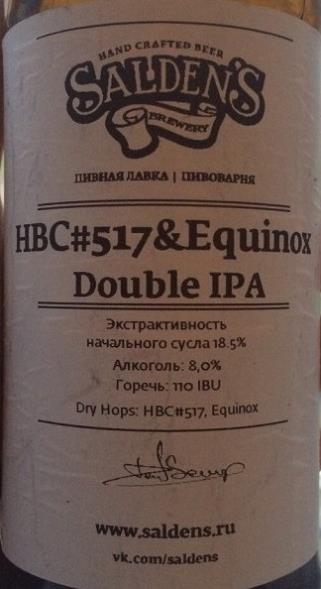 HAND CRAFTED BEER
SALDEN'S
BREWERY
ПИВНАЯ ЛАВКА | ПИВОВАРНЯ
HBC#517&Equinox
Double IPA
Экстрактивность
начального сусла 18.5%
Алкоголь: 8,0%
Горечь: 110 IBU
Dry Hops: HBC#517, Equinox
www.saldens.ru
vk.com/saldens